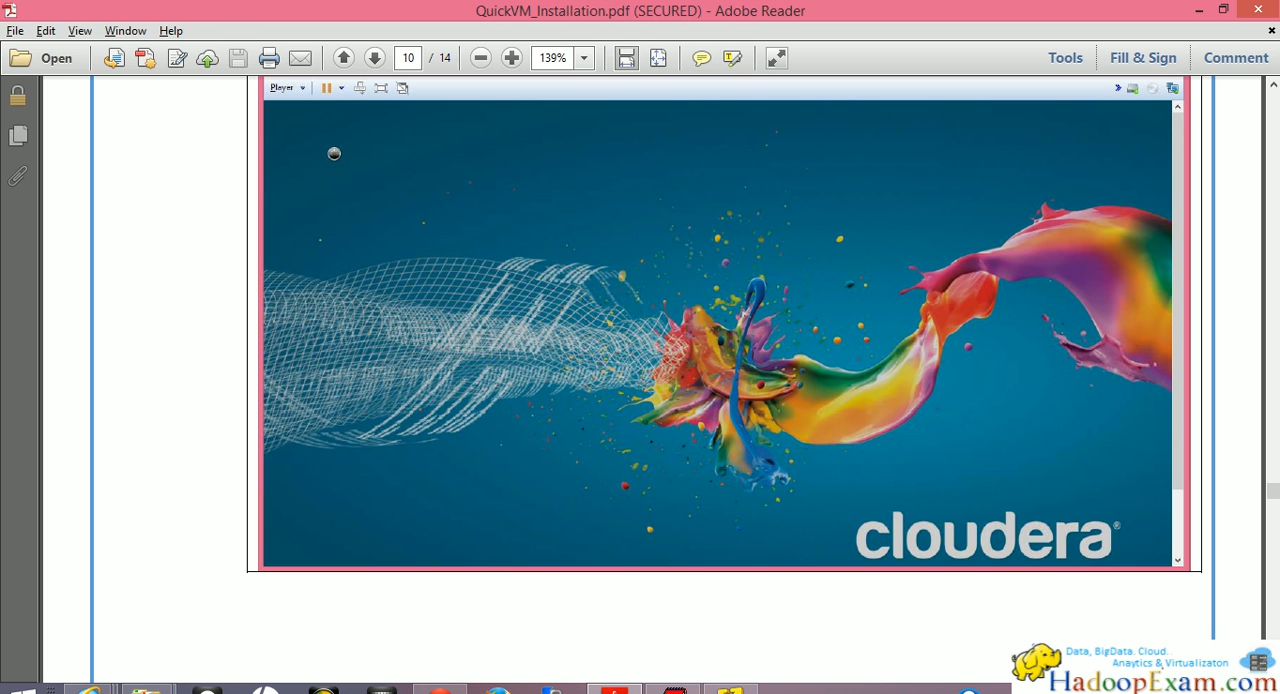 QuickVM_Installation.pdf (SECURED) - Adobe Reader
File Edit View Window Help
Open 10 / 14 139% Tools Fill & Sign Comment
Player
cloudera®
Data, BigData. Cloud..
Anaytics & Virtualizaton
HadoopExam.com